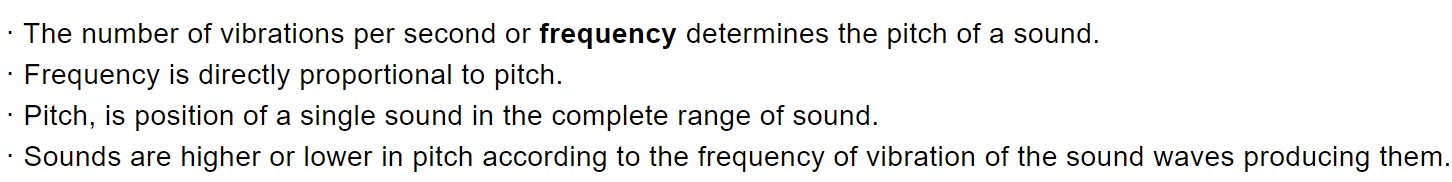 · The number of vibrations per second or frequency determines the pitch of a sound.
· Frequency is directly proportional to pitch.
· Pitch, is position of a single sound in the complete range of sound.
· Sounds are higher or lower in pitch according to the frequency of vibration of the sound waves producing them.